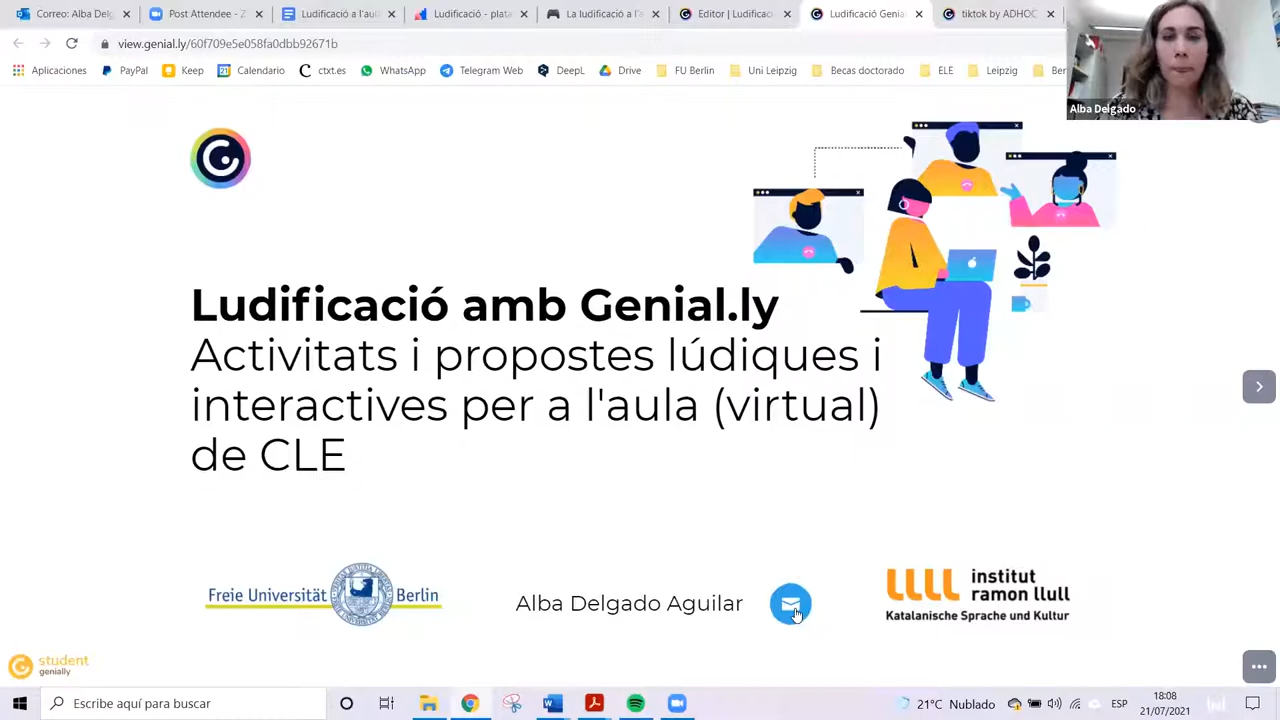 Correo: Alba D
Post Attendee - Z
Ludificació a l'aul
Ludificació - plata
La ludificació a l'a
Editor | Ludificac
Ludificació Genia
tiktok by ADHOC
view.genial.ly/60f709e5e058fa0dbb92671b
Aplicaciones
PayPal
Keep
Calendario
ctxt.es
WhatsApp
Telegram Web
DeepL
Drive
FU Berlin
Uni Leipzig
Becas doctorado
ELE
Leipzig
Ber
Alba Delgado
Ludificació amb Genial.ly
Activitats i propostes lúdiques i
interactives per a l'aula (virtual)
de CLE
Freie Universität Berlin
Alba Delgado Aguilar
LLLL institut
ramon llull
Katalanische Sprache und Kultur
student
genially
Escribe aquí para buscar
21°C Nublado
ESP
18:08
21/07/2021